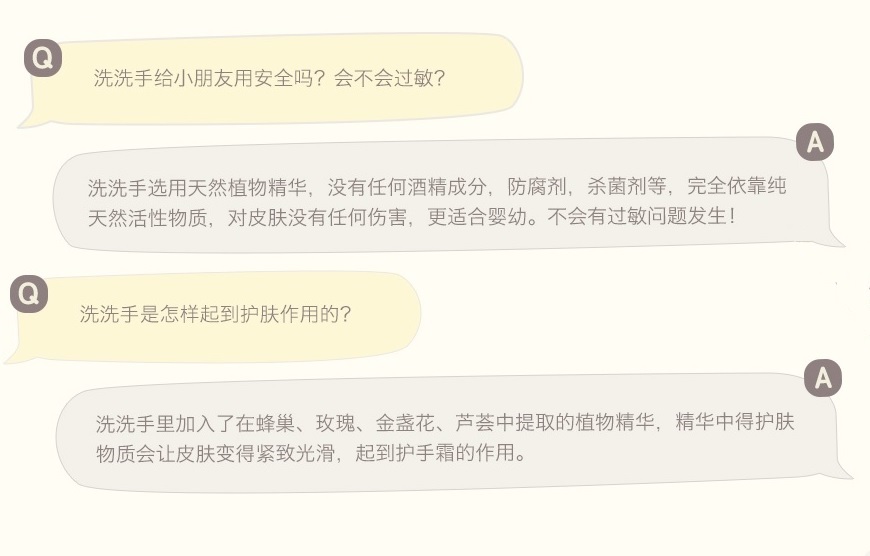 Q
洗洗手给小朋友用安全吗？会不会过敏？
A
洗洗手选用天然植物精华，没有任何酒精成分，防腐剂，杀菌剂等，完全依靠纯
天然活性物质，对皮肤没有任何伤害，更适合婴幼。不会有过敏问题发生！
Q
洗洗手是怎样起到护肤作用的？
A
洗洗手里加入了在蜂巢、玫瑰、金盏花、芦荟中提取的植物精华，精华中得护肤
物质会让皮肤变得紧致光滑，起到护手霜的作用。